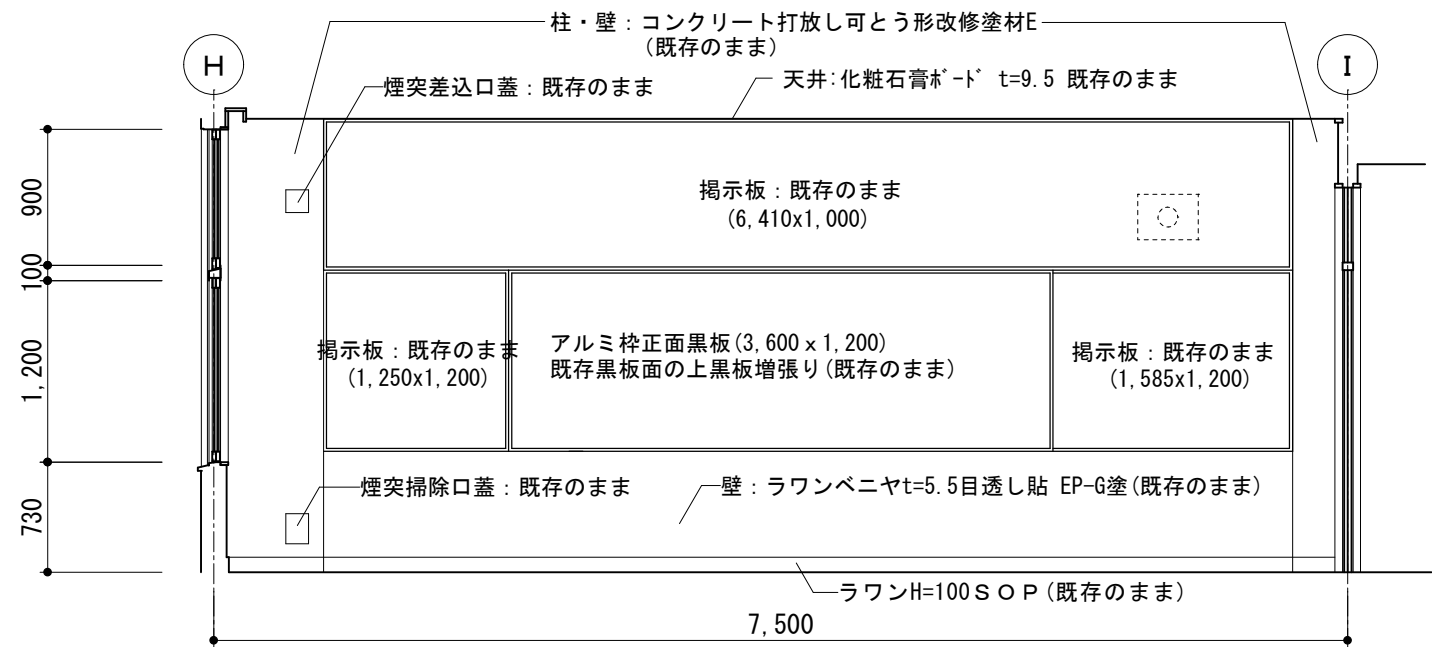 柱・壁：コンクリート打放し可とう形改修塗材E
(既存のまま)
H
I
煙突差込口蓋：既存のまま
天井:化粧石膏ﾎﾞｰﾄﾞ t=9.5 既存のまま
900
掲示板：既存のまま
(6,410x1,000)
100
1,200
掲示板：既存のまま
(1,250x1,200)
アルミ枠正面黒板(3,600ｘ1,200)
既存黒板面の上黒板増張り(既存のまま)
掲示板：既存のまま
(1,585x1,200)
煙突掃除口蓋：既存のまま
壁：ラワンベニヤt=5.5目透し貼 EP-G塗(既存のまま)
730
ラワンH=100ＳＯＰ(既存のまま)
7,500